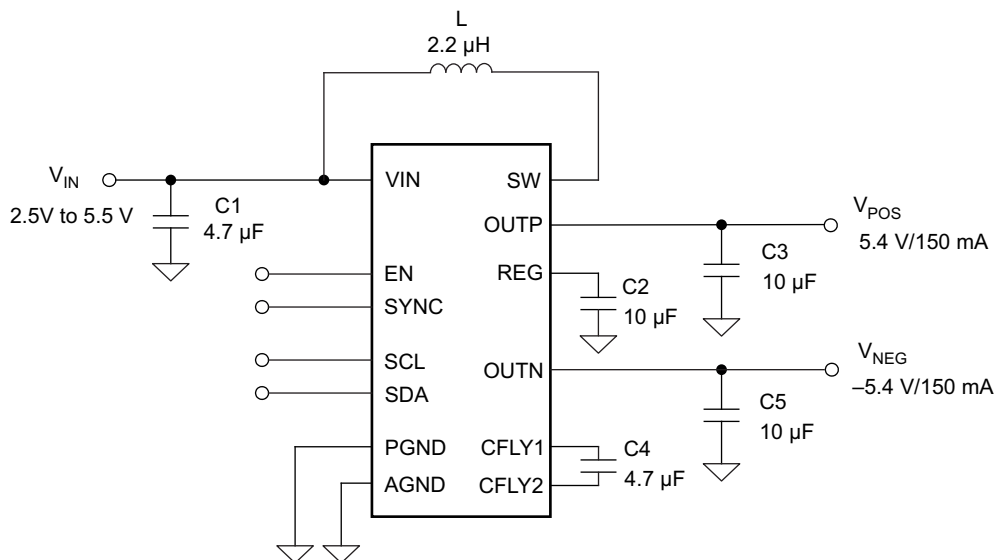 L
2.2 µH
V_IN
2.5V to 5.5 V
C1
4.7 µF
VIN
SW
OUTP
V_POS
5.4 V/150 mA
C3
10 µF
EN
REG
C2
10 µF
SYNC
SCL
OUTN
V_NEG
–5.4 V/150 mA
SDA
C5
10 µF
PGND
CFLY1
C4
4.7 µF
AGND
CFLY2